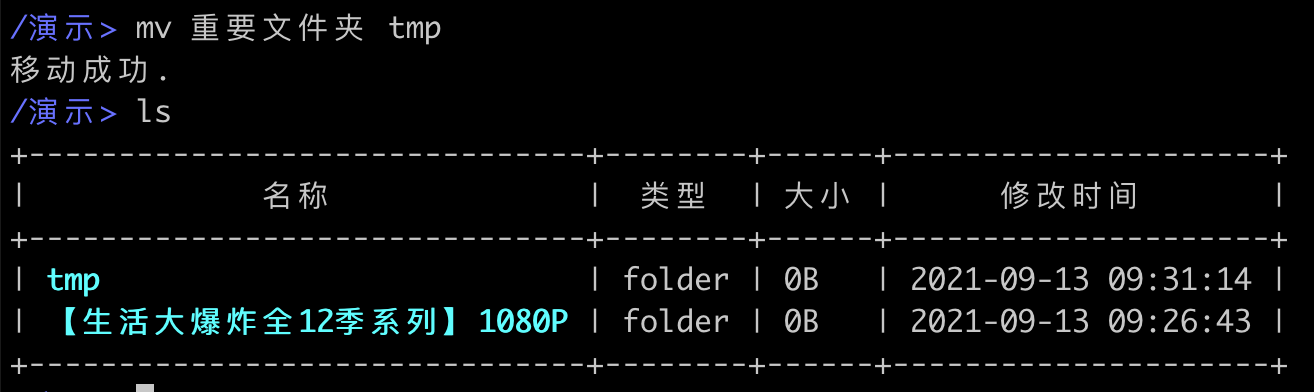 /演示> mv 重要文件夹 tmp
移动成功.
/演示> ls
+-------------------------------+--------+------+---------------------+
| 名称 | 类型 | 大小 | 修改时间 |
+-------------------------------+--------+------+---------------------+
| tmp | folder | 0B | 2021-09-13 09:31:14 |
| 【生活大爆炸全12季系列】1080P | folder | 0B | 2021-09-13 09:26:43 |
+-------------------------------+--------+------+---------------------+